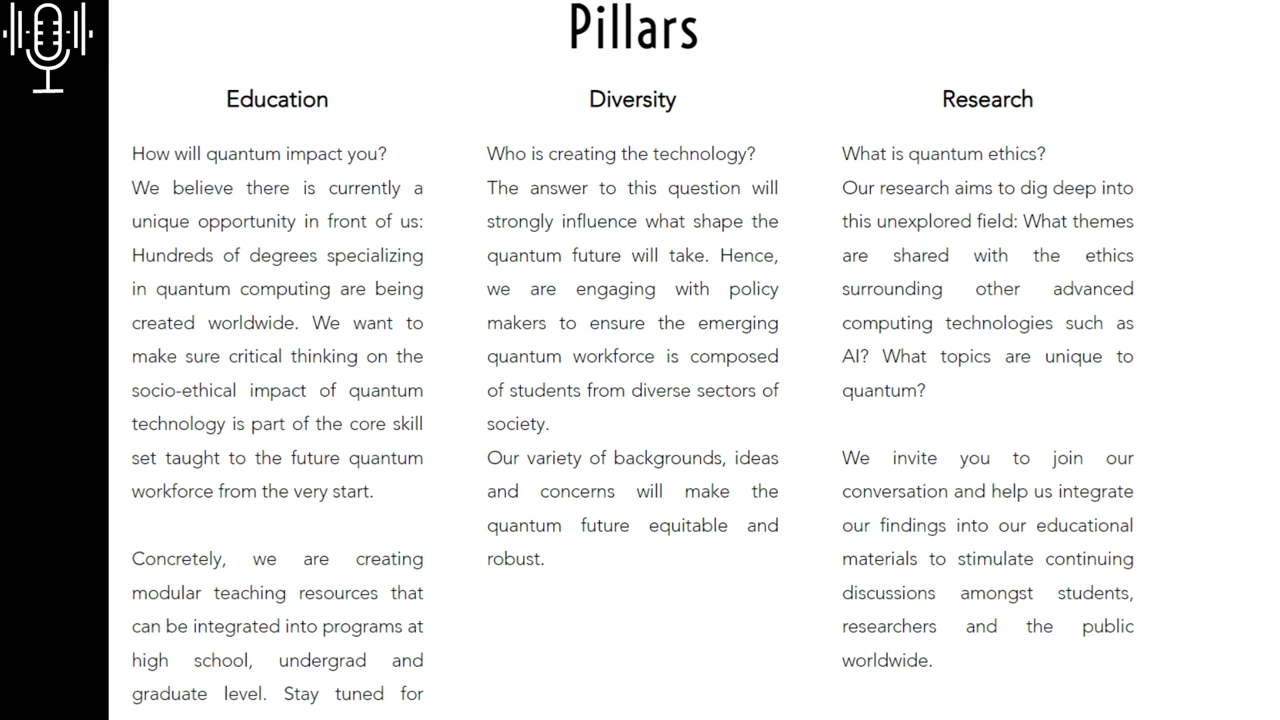 Pillars
Education
How will quantum impact you?
We believe there is currently a
unique opportunity in front of us:
Hundreds of degrees specializing
in quantum computing are being
created worldwide. We want to
make sure critical thinking on the
socio-ethical impact of quantum
technology is part of the core skill
set taught to the future quantum
workforce from the very start.
Concretely, we are creating
modular teaching resources that
can be integrated into programs at
high school, undergrad and
graduate level. Stay tuned for
Diversity
Who is creating the technology?
The answer to this question will
strongly influence what shape the
quantum future will take. Hence,
we are engaging with policy
makers to ensure the emerging
quantum workforce is composed
of students from diverse sectors of
society.
Our variety of backgrounds, ideas
and concerns will make the
quantum future equitable and
robust.
Research
What is quantum ethics?
Our research aims to dig deep into
this unexplored field: What themes
are shared with the ethics
surrounding other advanced
computing technologies such as
AI? What topics are unique to
quantum?
We invite you to join our
conversation and help us integrate
our findings into our educational
materials to stimulate continuing
discussions amongst students,
researchers and the public
worldwide.